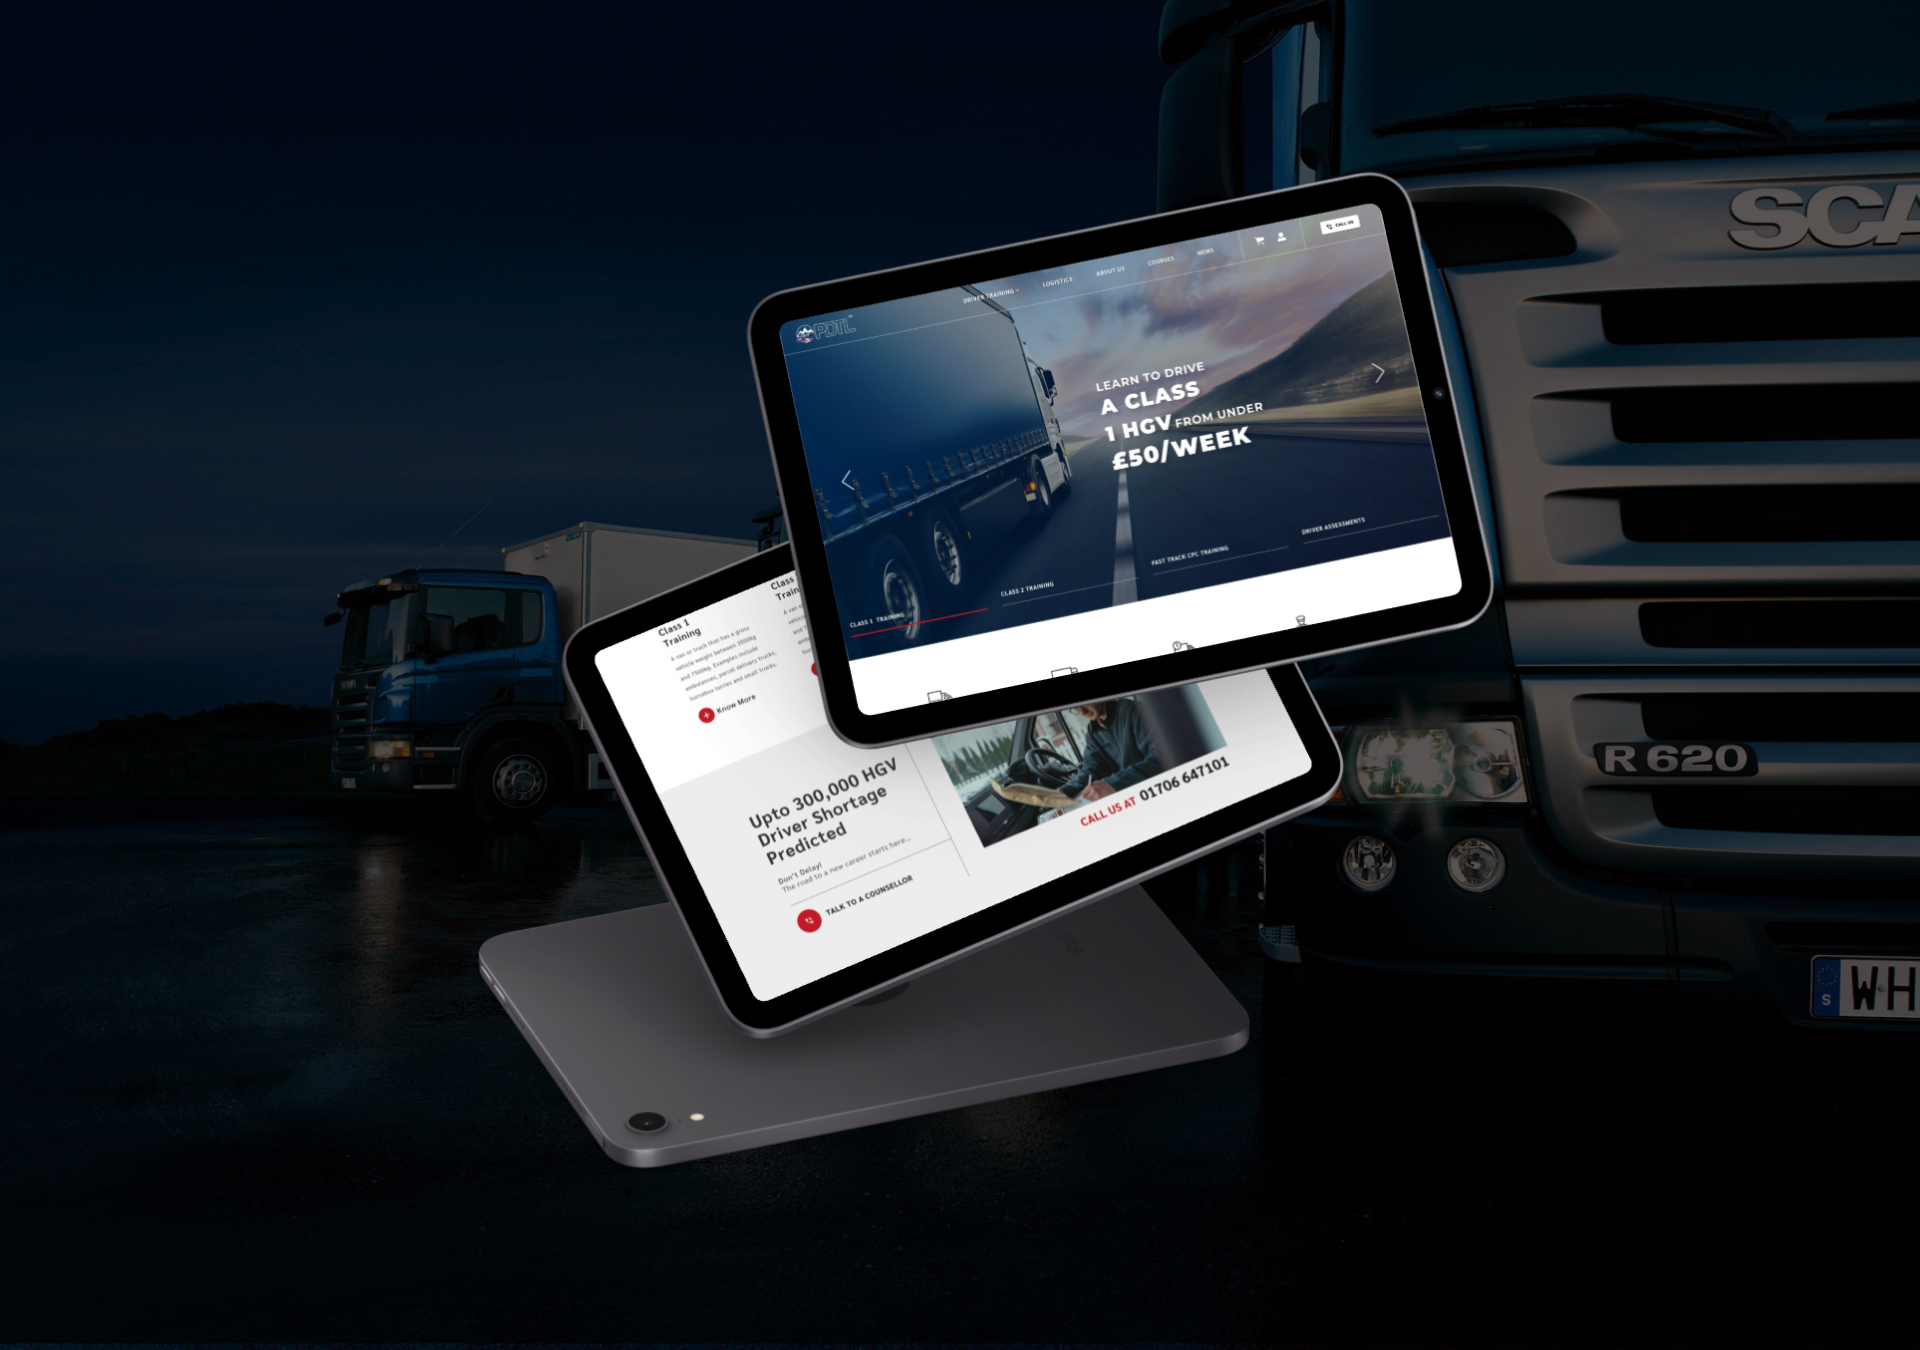 SCA
R 620
S
WH
CALL US
DRIVER TRAINING
LOGISTICS
ABOUT US
COURSES
NEWS
PDTL
LEARN TO DRIVE
A CLASS
1 HGV FROM UNDER
£50/WEEK
CLASS 1 TRAINING
CLASS 2 TRAINING
FAST TRACK CPC TRAINING
DRIVER ASSESSMENTS
Class 1
Training
A van or truck that has a gross
vehicle weight between 3500kg
and 7500kg. Examples include
ambulances, parcel delivery trucks,
horsebox lorries and small trucks.
Know More
Class
Train
Upto 300,000 HGV
Driver Shortage
Predicted
Don't Delay!
The road to a new career starts here...
TALK TO A COUNSELLOR
CALL US AT 01706 647101